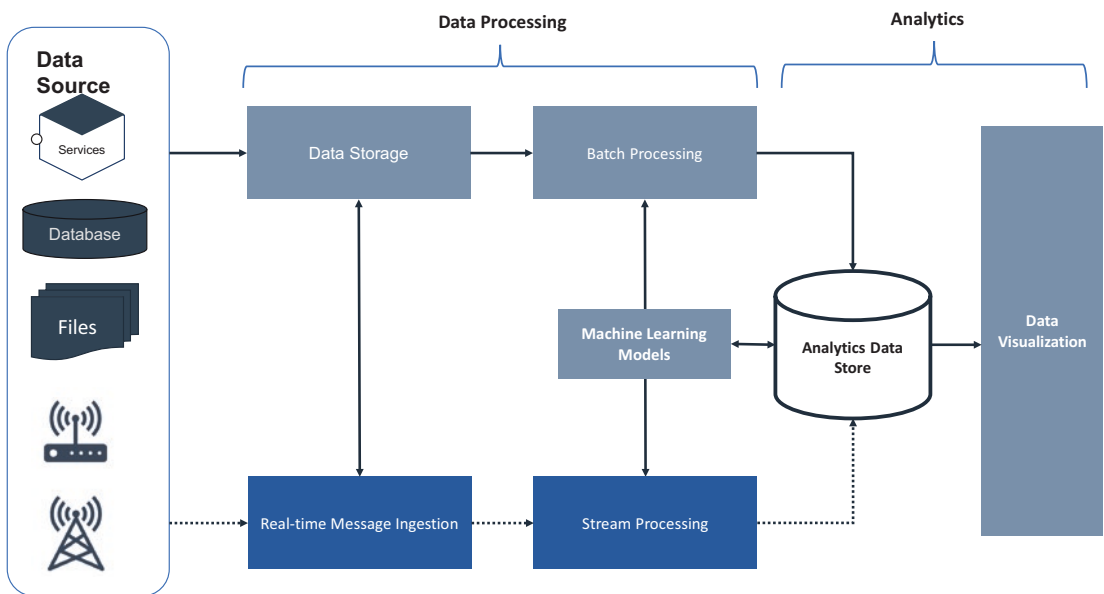 Data Processing
Analytics
Data
Source
Services
Database
Files
Data Storage
Batch Processing
Machine Learning
Models
Analytics Data
Store
Data
Visualization
Real-time Message Ingestion
Stream Processing